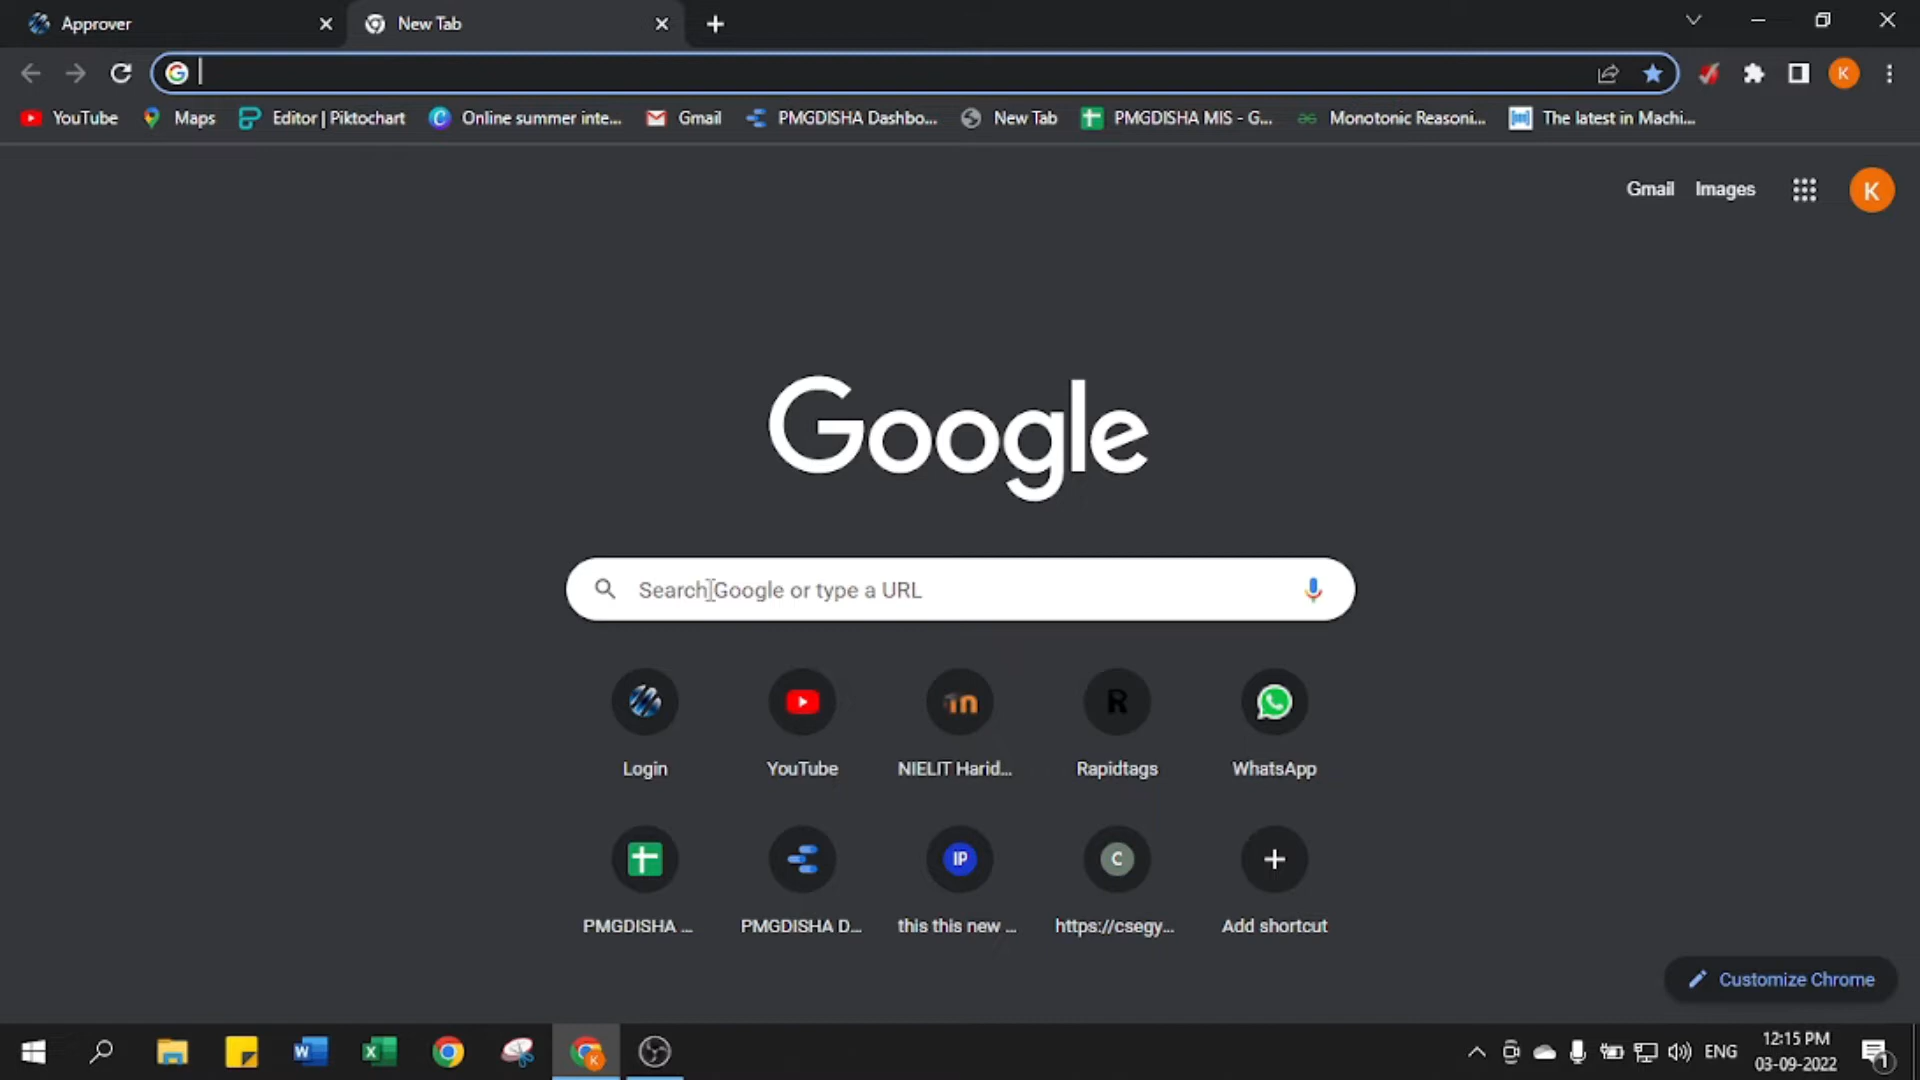 Approver
New Tab
K
YouTube
Maps
Editor | Piktochart
Online summer inte...
Gmail
PMGDISHA Dashbo...
New Tab
PMGDISHA MIS - G...
Monotonic Reasoni...
The latest in Machi...
Gmail
Images
K
Google
Search Google or type a URL
Login
YouTube
NIELIT Harid...
Rapidtags
WhatsApp
PMGDISHA ...
PMGDISHA D...
this this new ...
https://csegy...
Add shortcut
Customize Chrome
ENG
12:15 PM
03-09-2022
1